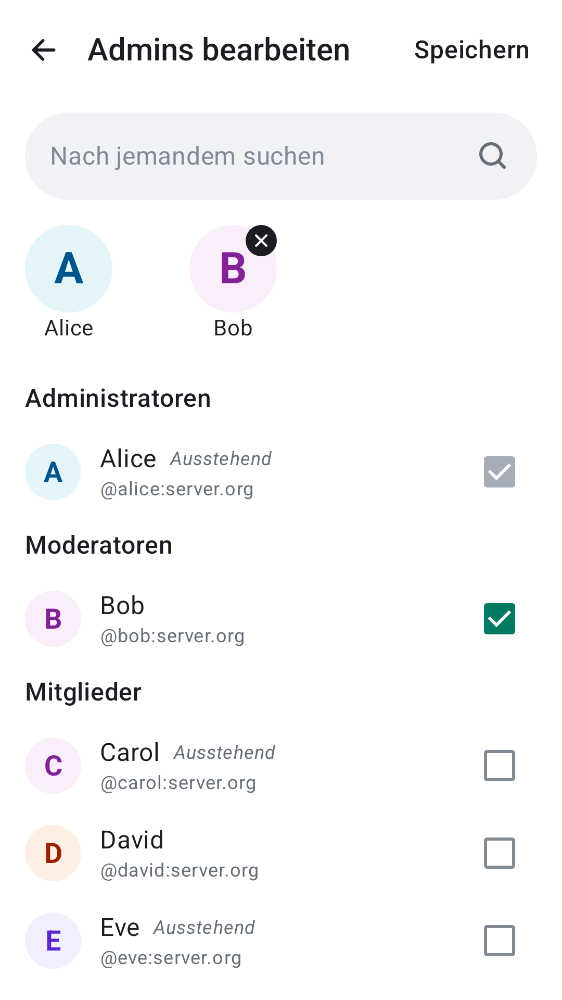 Admins bearbeiten Speichern
Nach jemandem suchen
A B
Alice Bob
Administratoren
A Alice Ausstehend
@alice:server.org
Moderatoren
B Bob
@bob:server.org
Mitglieder
C Carol Ausstehend
@carol:server.org
D David
@david:server.org
E Eve Ausstehend
@eve:server.org